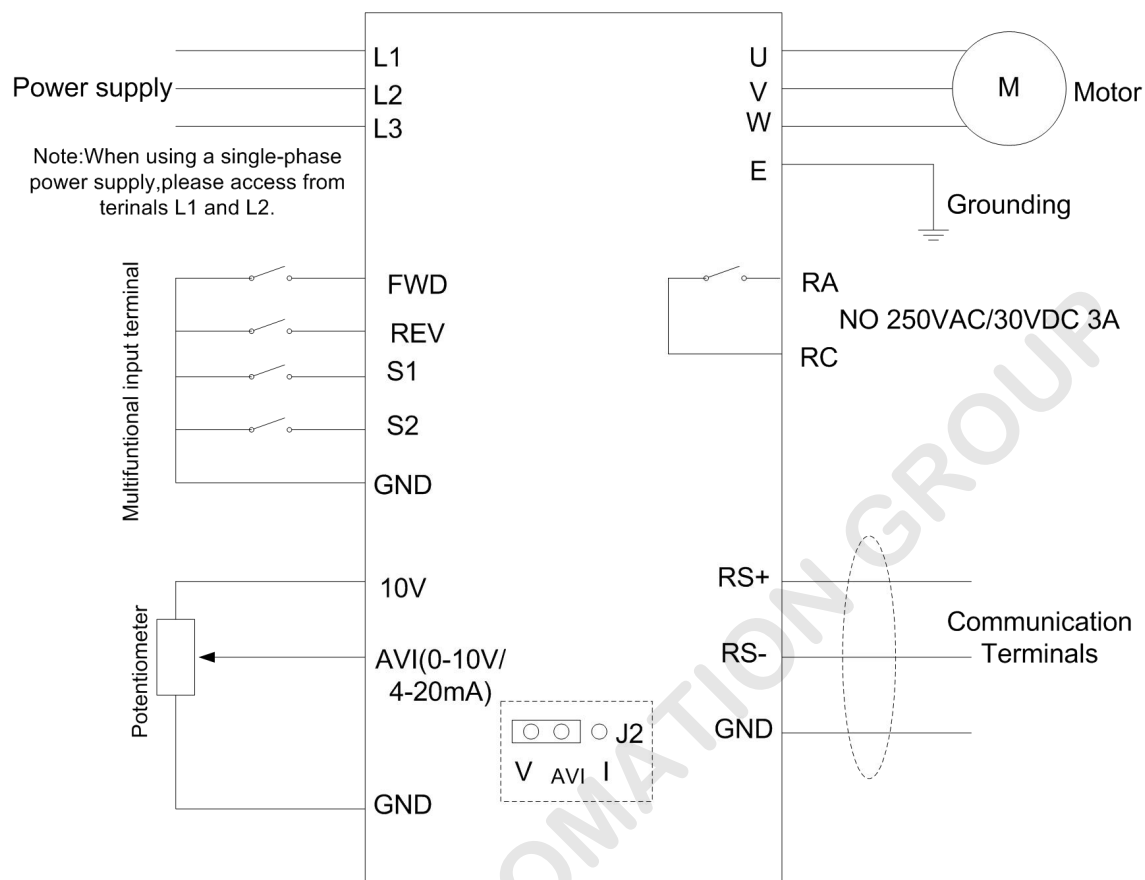 Power supply
L1
L2
L3
Note:When using a single-phase
power supply,please access from
terinals L1 and L2.
Multifuntional input terminal
FWD
REV
S1
S2
GND
Potentiometer
10V
AVI(0-10V/
4-20mA)
GND
J2
V AVI I
U
V
W
E
M
Motor
Grounding
RA
NO 250VAC/30VDC 3A
RC
RS+
RS-
GND
Communication
Terminals
OMATION GROUP